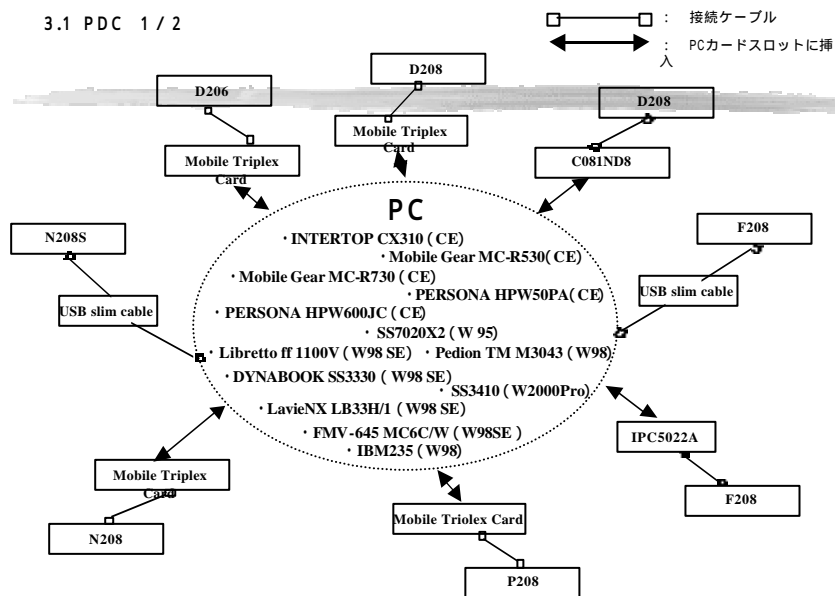 3.1 PDC 1/2
： 接続ケーブル
： PCカードスロットに挿
入
D206
D208
D208
Mobile Triplex
Card
Mobile Triplex
Card
C081ND8
PC
N208S
F208
・INTERTOP CX310 ( CE )
・Mobile Gear MC-R530( CE )
・Mobile Gear MC-R730 ( CE )
・PERSONA HPW50PA( CE )
USB slim cable
USB slim cable
・PERSONA HPW600JC ( CE )
・SS7020X2 ( W 95)
・Libretto ff 1100V ( W98 SE) ・Pedion TM M3043 ( W98)
・DYNABOOK SS3330 ( W98 SE)
・SS3410 ( W2000Pro)
・LavieNX LB33H/1 ( W98 SE)
・FMV-645 MC6C/W ( W98SE )
・IBM235 ( W98)
IPC5022A
Mobile Triplex
Card
F208
Mobile Triolex Card
N208
P208